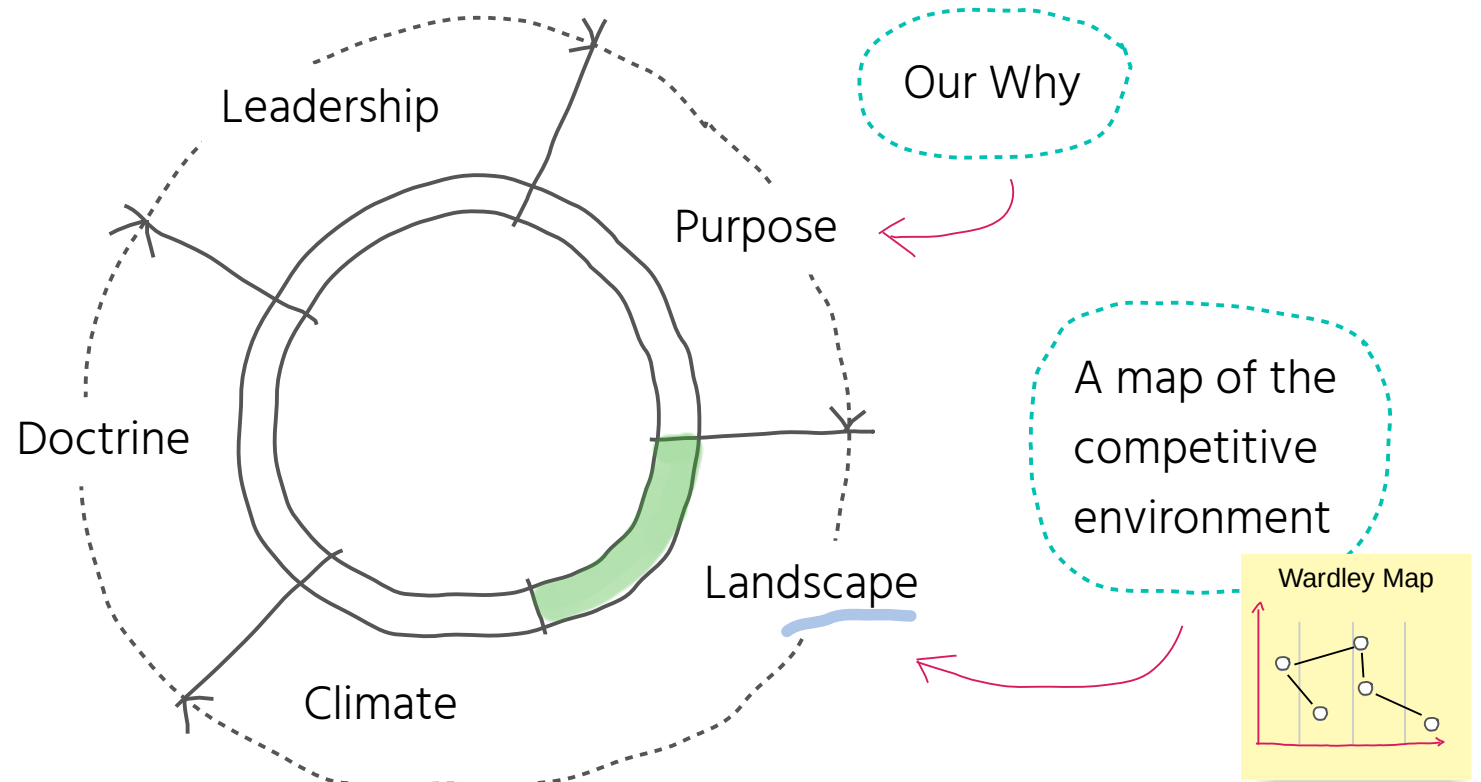 Our Why
Leadership
Purpose
A map of the
competitive
environment
Doctrine
Landscape
Wardley Map
Climate